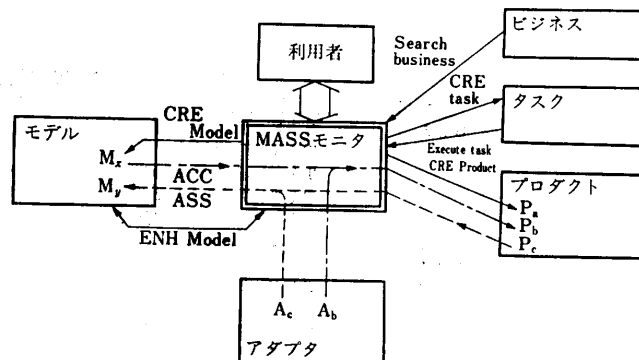 ビジネス
利用者
Search
business
CRE
task
タスク
CRE
Model
モデル
MASSモニタ
Execute task
CRE Product
プロダクト
Mx
ACC
My
ASS
Pa
Pb
Pc
ENH Model
Ac
Ab
アダプタ